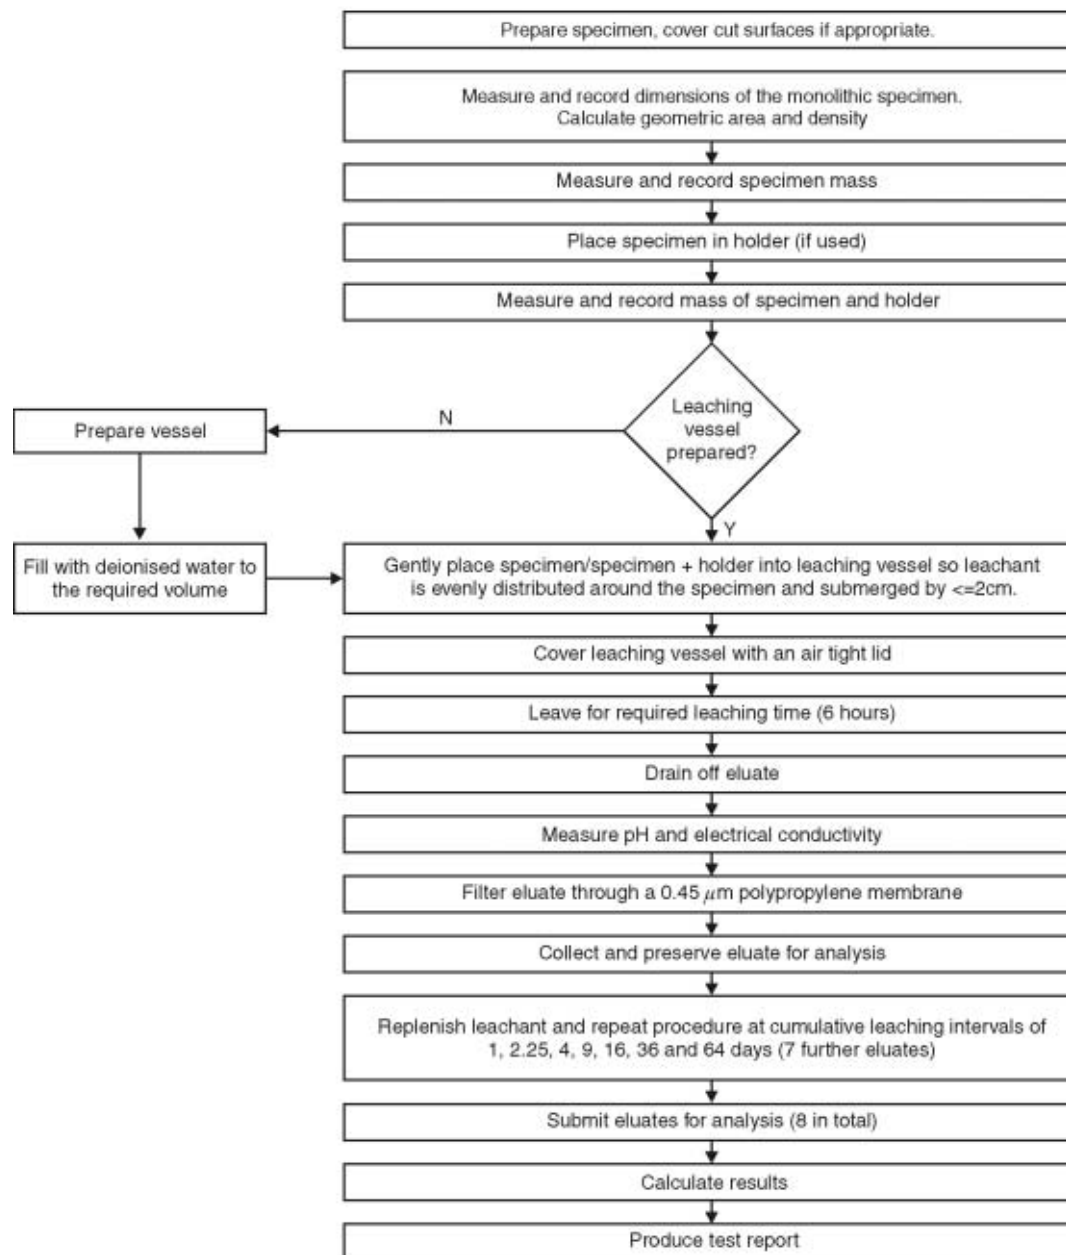 Prepare specimen, cover cut surfaces if appropriate.
Measure and record dimensions of the monolithic specimen.
Calculate geometric area and density
Measure and record specimen mass
Place specimen in holder (if used)
Measure and record mass of specimen and holder
Leaching
vessel
prepared?
N
Prepare vessel
Fill with deionised water to
the required volume
Y
Gently place specimen/specimen + holder into leaching vessel so leachant
is evenly distributed around the specimen and submerged by <=2cm.
Cover leaching vessel with an air tight lid
Leave for required leaching time (6 hours)
Drain off eluate
Measure pH and electrical conductivity
Filter eluate through a 0.45 μm polypropylene membrane
Collect and preserve eluate for analysis
Replenish leachant and repeat procedure at cumulative leaching intervals of
1, 2.25, 4, 9, 16, 36 and 64 days (7 further eluates)
Submit eluates for analysis (8 in total)
Calculate results
Produce test report